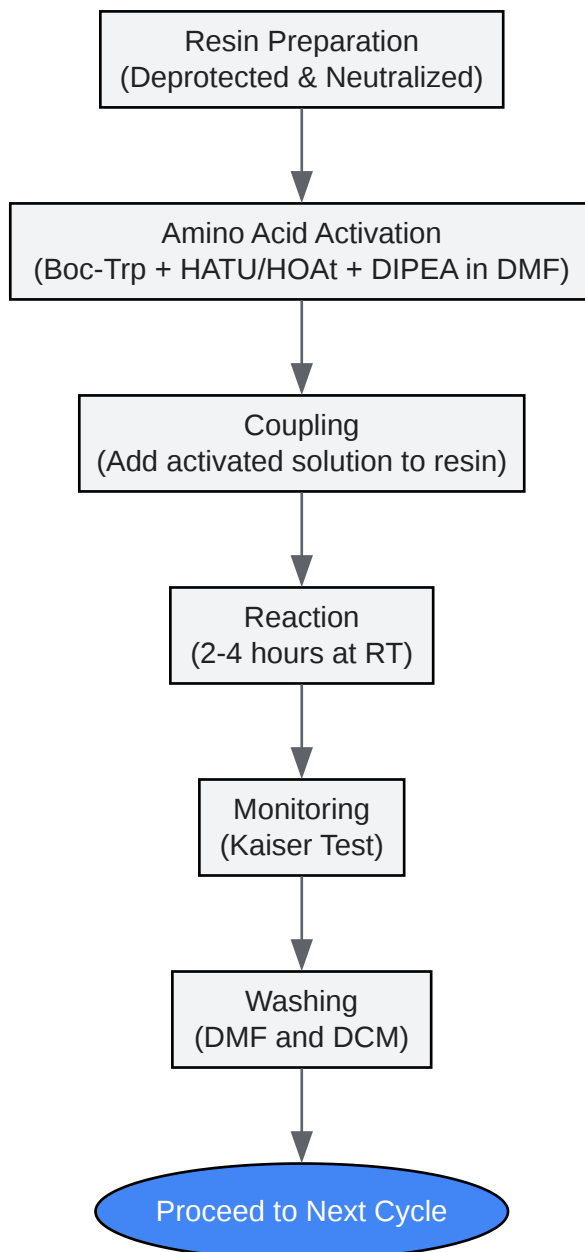 Resin Preparation
(Deprotected & Neutralized)
Amino Acid Activation
(Boc-Trp + HATU/HOAt + DIPEA in DMF)
Coupling
(Add activated solution to resin)
Reaction
(2-4 hours at RT)
Monitoring
(Kaiser Test)
Washing
(DMF and DCM)
Proceed to Next Cycle